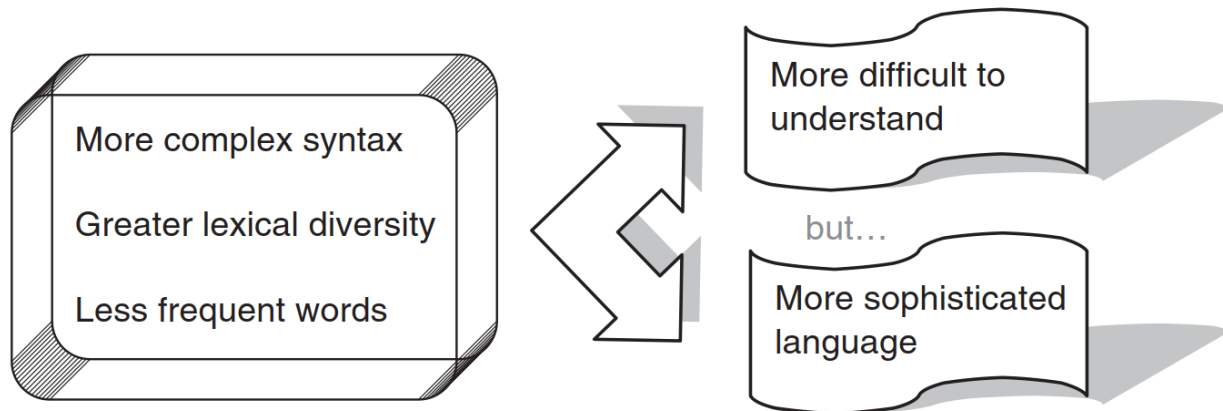 More complex syntax
Greater lexical diversity
Less frequent words
More difficult to
understand
but…
More sophisticated
language